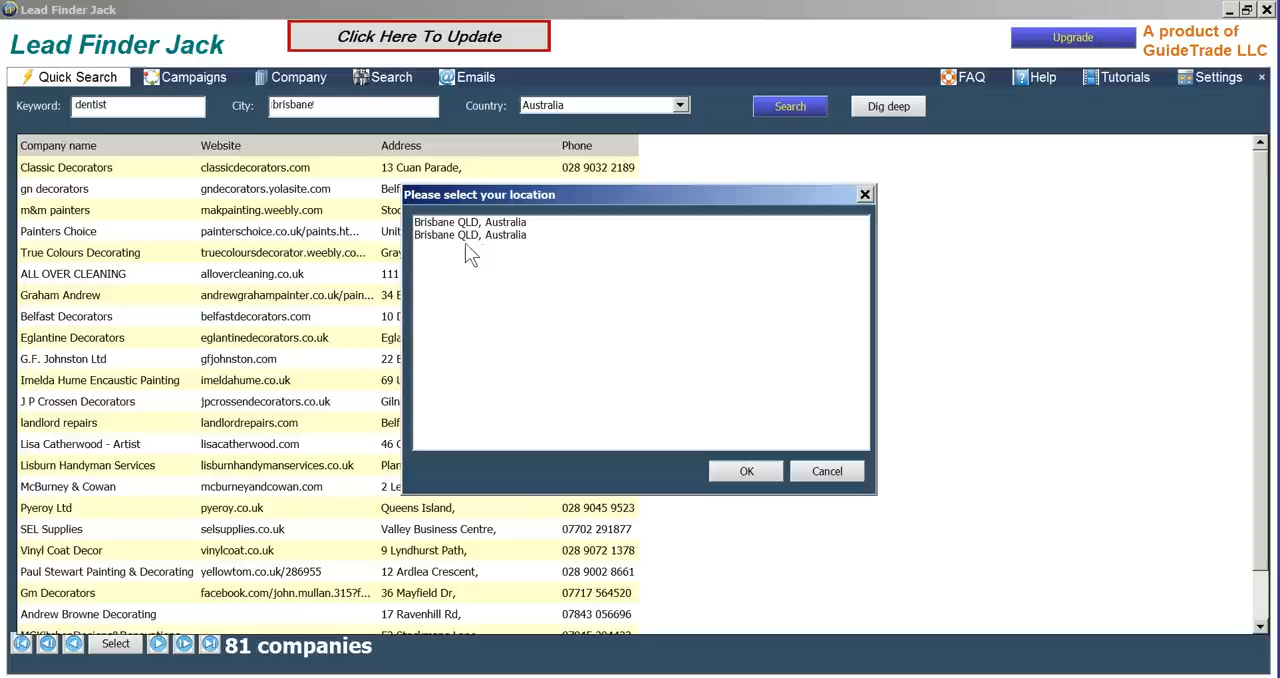 Lead Finder Jack
Lead Finder Jack
Click Here To Update
Upgrade
A product of
GuideTrade LLC
Quick Search Campaigns Company Search Emails FAQ Help Tutorials Settings ×
Keyword: dentist City: brisbane Country: Australia Search Dig deep
Company name Website Address Phone
Classic Decorators classicdecorators.com 13 Cuan Parade, 028 9032 2189
gn decorators gndecorators.yolasite.com
m&m painters makpainting.weebly.com
Painters Choice painterschoice.co.uk/paints.ht...
True Colours Decorating truecoloursdecorator.weebly.co...
ALL OVER CLEANING allovercleaning.co.uk 111
Graham Andrew andrewgrahampainter.co.uk/pain... 34
Belfast Decorators belfastdecorators.com 10
Eglantine Decorators eglantinedecorators.co.uk
G.F. Johnston Ltd gfjohnston.com 22
Imelda Hume Encaustic Painting imeldahume.co.uk 69
J P Crossen Decorators jpcrossendecorators.co.uk
landlord repairs landlordrepairs.com
Lisa Catherwood - Artist lisacatherwood.com 46
Lisburn Handyman Services lisburnhandymanservices.co.uk
McBurney & Cowan mcburneyandcowan.com 2
Pyeroy Ltd pyeroy.co.uk Queens Island, 028 9045 9523
SEL Supplies selsupplies.co.uk Valley Business Centre, 07702 291877
Vinyl Coat Decor vinylcoat.co.uk 9 Lyndhurst Path, 028 9072 1378
Paul Stewart Painting & Decorating yellowtom.co.uk/286955 12 Ardlea Crescent, 028 9002 8661
Gm Decorators facebook.com/john.mullan.315?f... 36 Mayfield Dr, 07717 564520
Andrew Browne Decorating 17 Ravenhill Rd, 07843 056696
Please select your location
Brisbane QLD, Australia
Brisbane QLD, Australia
OK Cancel
Select 81 companies